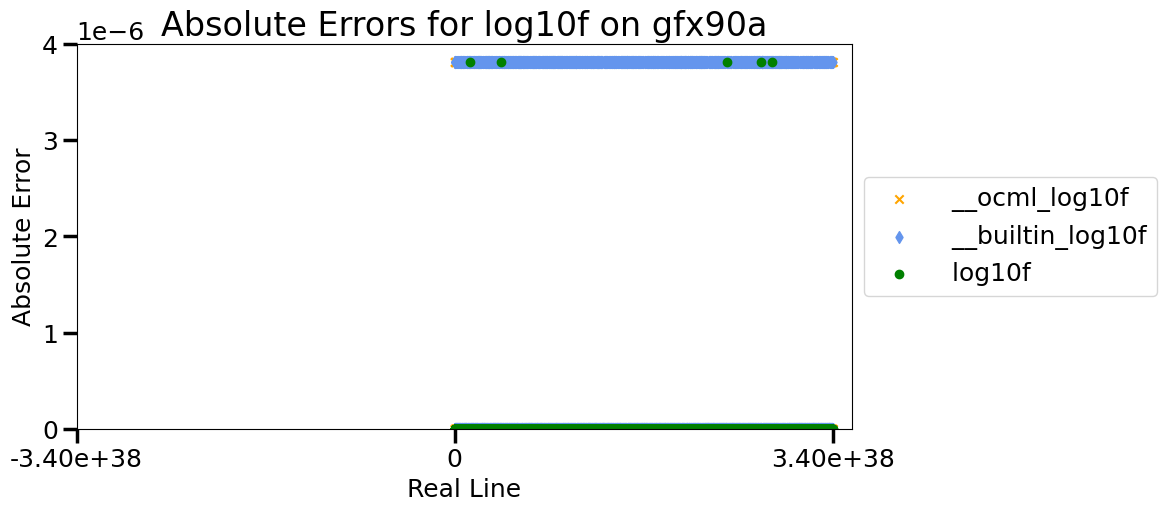 Absolute Errors for log10f on gfx90a
1e−6
4
3
2
1
0
Absolute Error
-3.40e+38
0
3.40e+38
Real Line
__ocml_log10f
__builtin_log10f
log10f